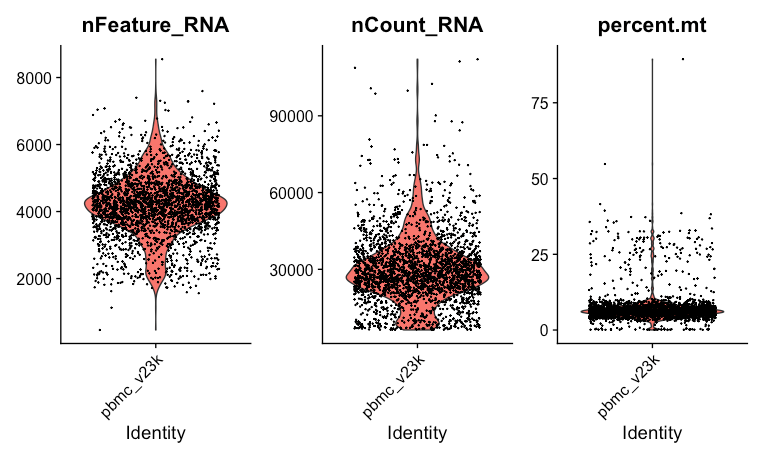 nFeature_RNA
8000
6000
4000
2000
pbmc_v23k
Identity
nCount_RNA
90000
60000
30000
pbmc_v23k
Identity
percent.mt
75
50
25
0
pbmc_v23k
Identity